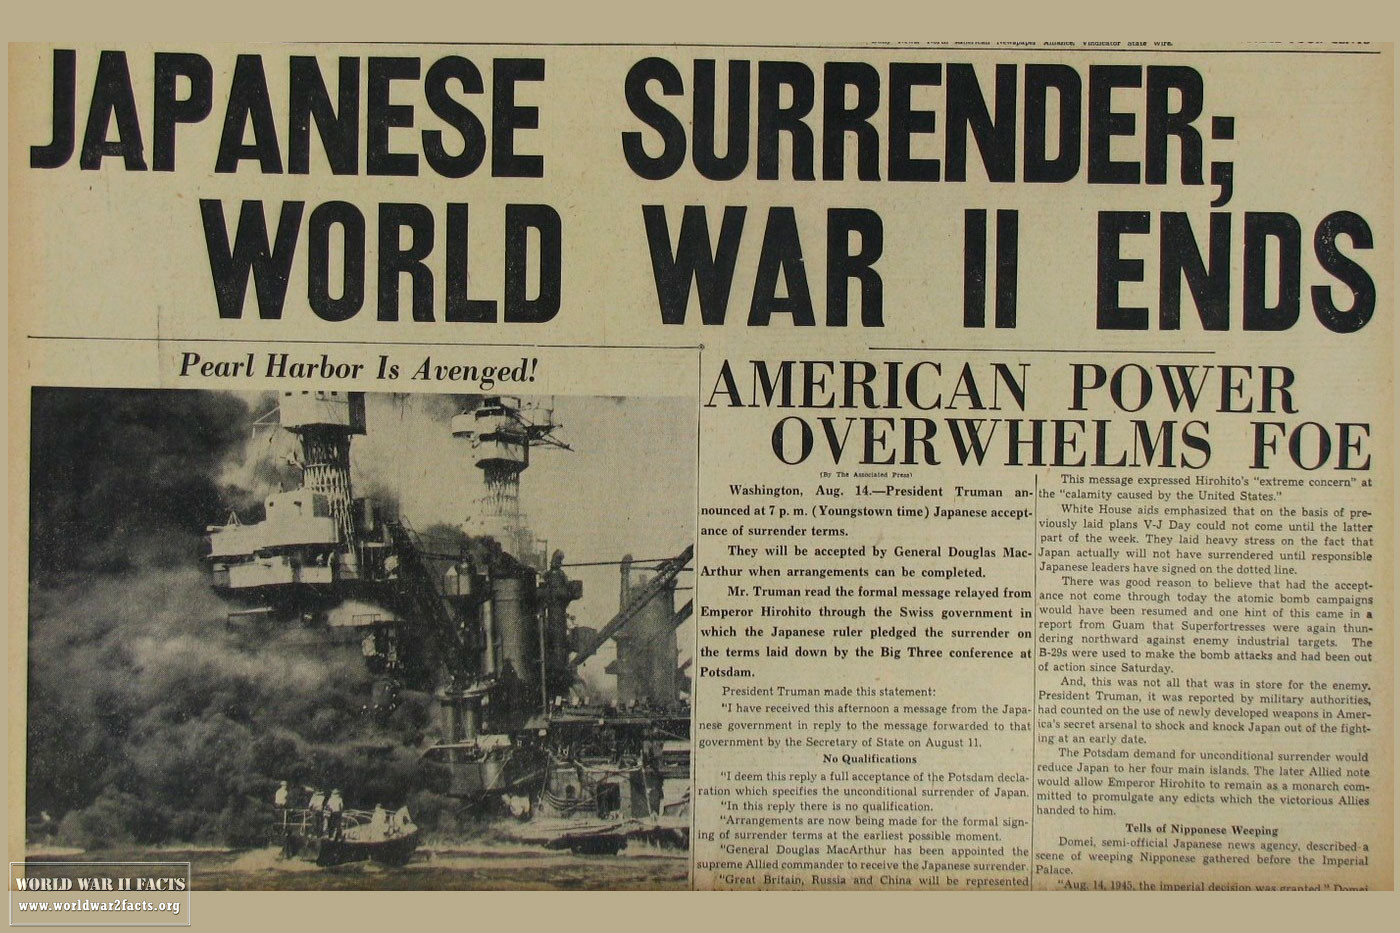 Newspaper Alliance, Vindicator State Wire.
JAPANESE SURRENDER;
WORLD WAR II ENDS
Pearl Harbor Is Avenged!
AMERICAN POWER
OVERWHELMS FOE
(By The Associated Press)
Washington, Aug. 14.—President Truman an-
nounced at 7 p. m. (Youngstown time) Japanese accept-
ance of surrender terms.
They will be accepted by General Douglas Mac-
Arthur when arrangements can be completed.
Mr. Truman read the formal message relayed from
Emperor Hirohito through the Swiss government in
which the Japanese ruler pledged the surrender on
the terms laid down by the Big Three conference at
Potsdam.
President Truman made this statement:
"I have received this afternoon a message from the Japa-
nese government in reply to the message forwarded to that
government by the Secretary of State on August 11.
No Qualifications
"I deem this reply a full acceptance of the Potsdam decla-
ration which specifies the unconditional surrender of Japan.
"In this reply there is no qualification.
"Arrangements are now being made for the formal sign-
ing of surrender terms at the earliest possible moment.
"General Douglas MacArthur has been appointed the
supreme Allied commander to receive the Japanese surrender.
"Great Britain, Russia and China will be represented
This message expressed Hirohito's "extreme concern" at
the "calamity caused by the United States."
White House aids emphasized that on the basis of pre-
viously laid plans V-J Day could not come until the latter
part of the week. They laid heavy stress on the fact that
Japan actually will not have surrendered until responsible
Japanese leaders have signed on the dotted line.
There was good reason to believe that had the accept-
ance not come through today the atomic bomb campaigns
would have been resumed and one hint of this came in a
report from Guam that Superfortresses were again thun-
dering northward against enemy industrial targets. The
B-29s were used to make the bomb attacks and had been out
of action since Saturday.
And, this was not all that was in store for the enemy.
President Truman, it was reported by military authorities,
had counted on the use of newly developed weapons in Amer-
ica's secret arsenal to shock and knock Japan out of the fight-
ing at an early date.
The Potsdam demand for unconditional surrender would
reduce Japan to her four main islands. The later Allied note
would allow Emperor Hirohito to remain as a monarch com-
mitted to promulgate any edicts which the victorious Allies
handed to him.
Tells of Nipponese Weeping
Domei, semi-official Japanese news agency, described a
scene of weeping Nipponese gathered before the Imperial
Palace.
"Aug. 14, 1945, the imperial decision was granted," Domei
WORLD WAR II FACTS
www.worldwar2facts.org